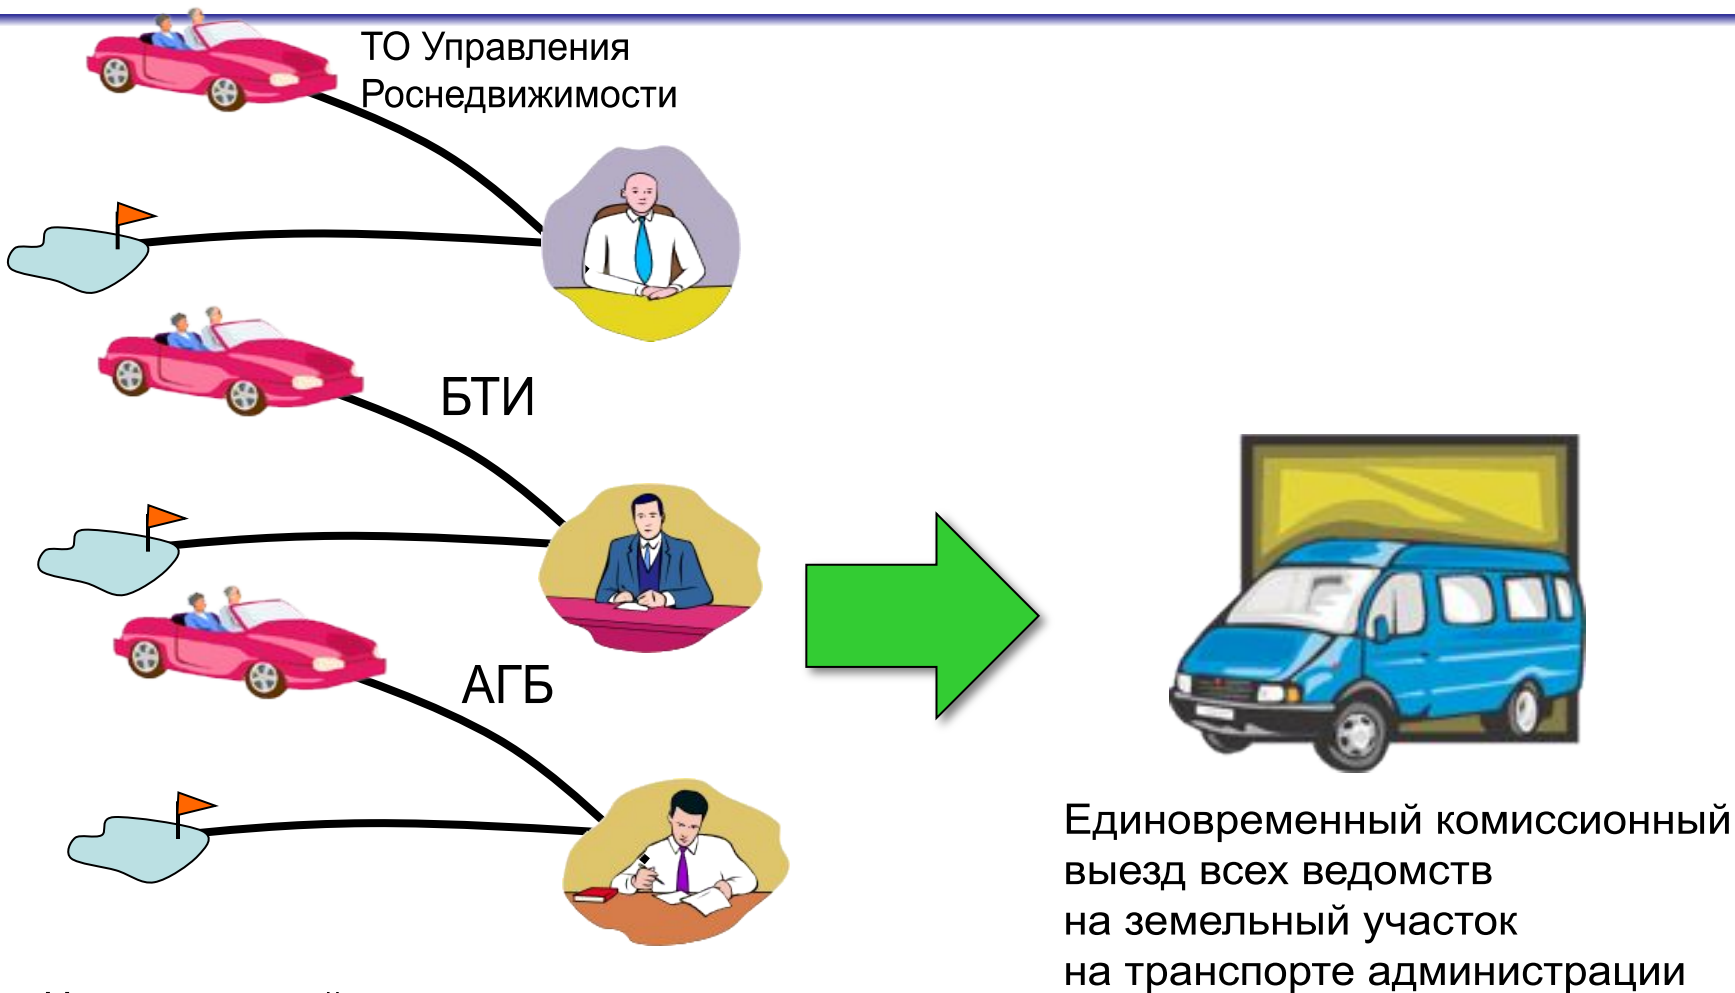 ТО Управления
Роснедвижимости
БТИ
АГБ
Единовременный комиссионный
выезд всех ведомств
на земельный участок
на транспорте администрации